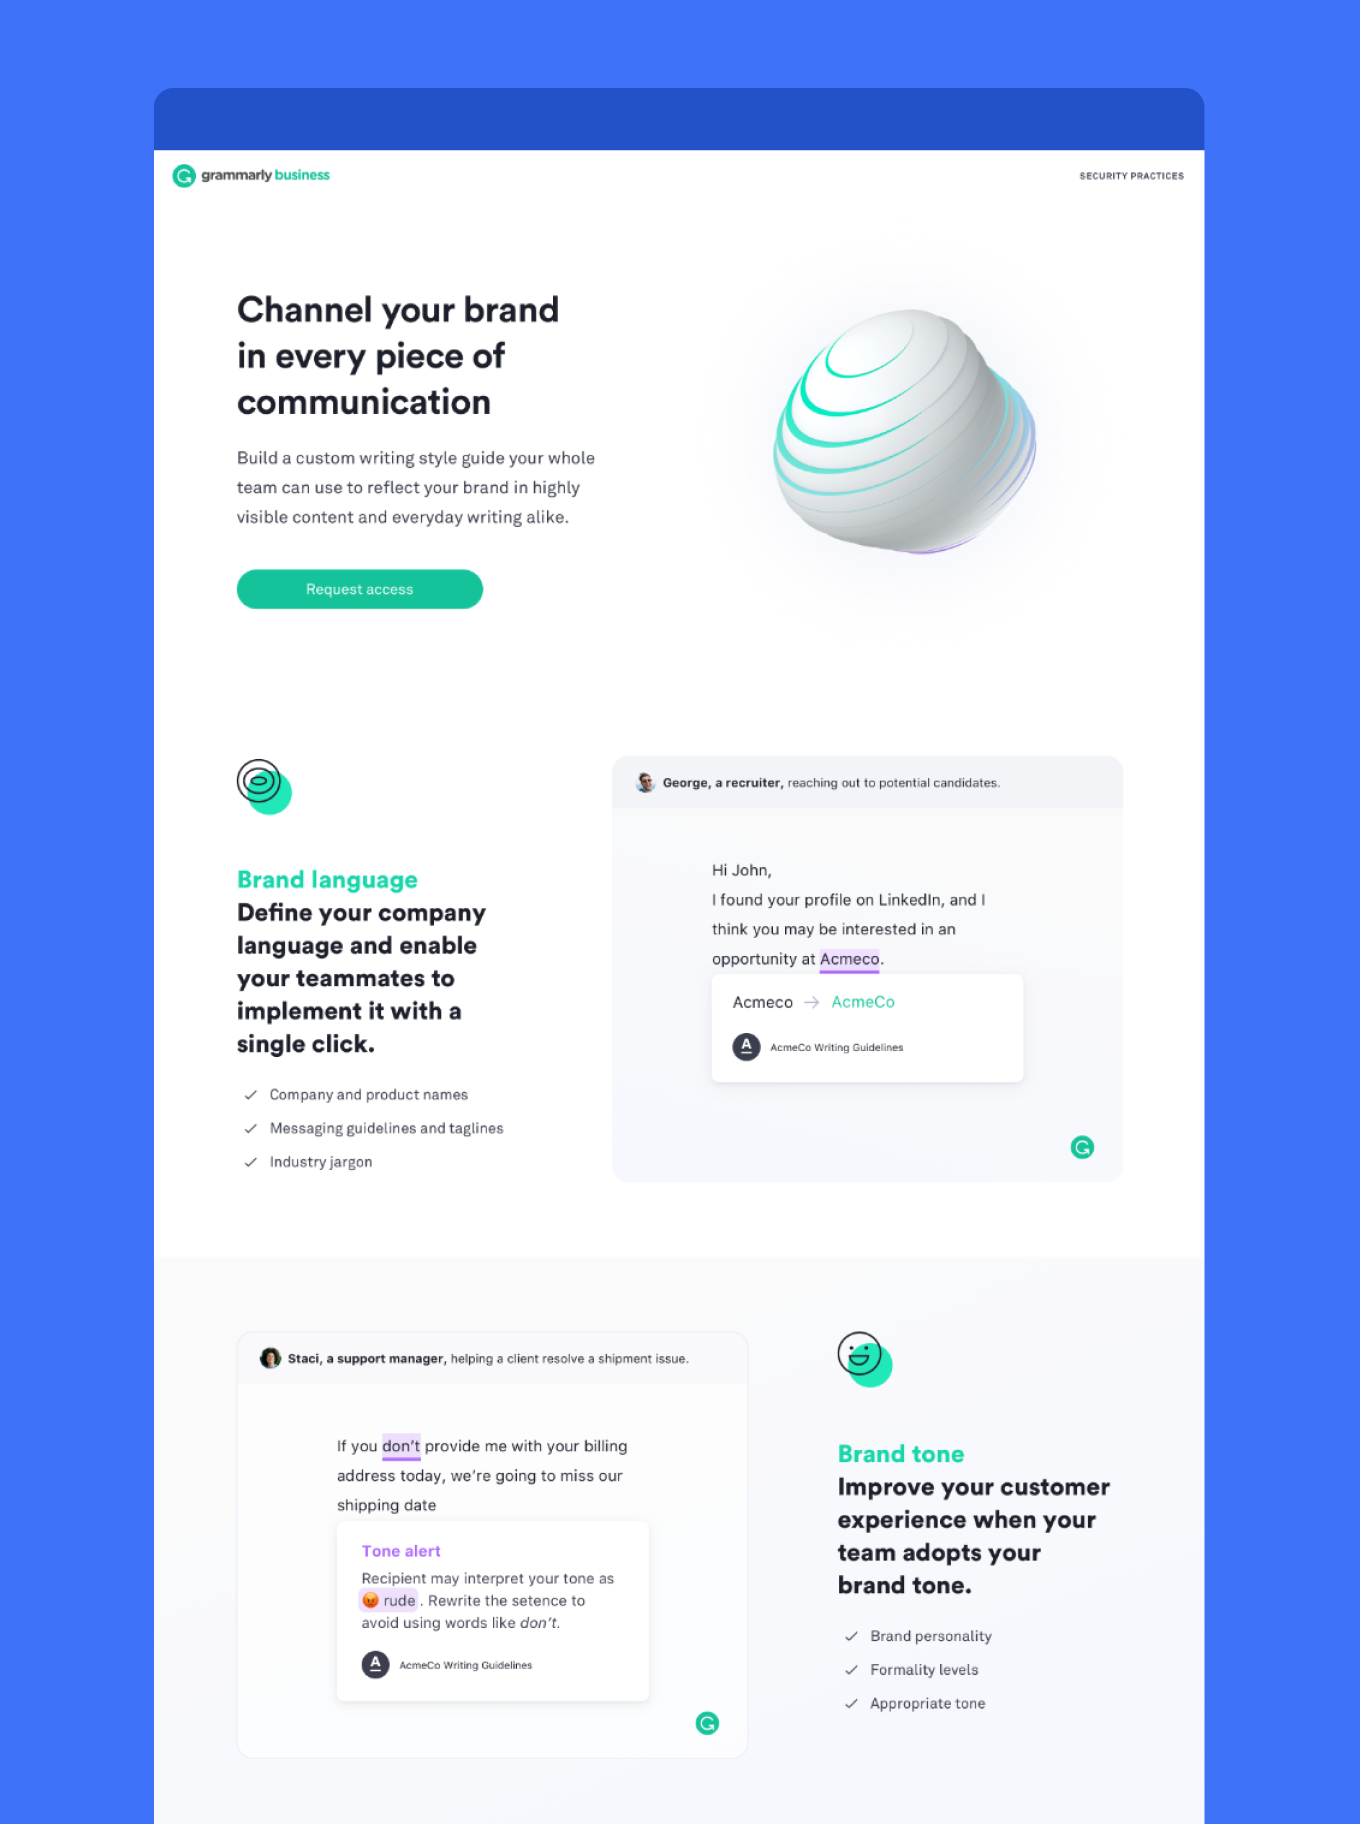 grammarly business
SECURITY PRACTICES
Channel your brand
in every piece of
communication
Build a custom writing style guide your whole
team can use to reflect your brand in highly
visible content and everyday writing alike.
Request access
Brand language
Define your company
language and enable
your teammates to
implement it with a
single click.
Company and product names
Messaging guidelines and taglines
Industry jargon
George, a recruiter, reaching out to potential candidates.
Hi John,
I found your profile on LinkedIn, and I
think you may be interested in an
opportunity at Acmeco.
Acmeco → AcmeCo
A AcmeCo Writing Guidelines
Staci, a support manager, helping a client resolve a shipment issue.
If you don't provide me with your billing
address today, we're going to miss our
shipping date
Tone alert
Recipient may interpret your tone as
😡 rude. Rewrite the setence to
avoid using words like don't.
A AcmeCo Writing Guidelines
Brand tone
Improve your customer
experience when your
team adopts your
brand tone.
Brand personality
Formality levels
Appropriate tone